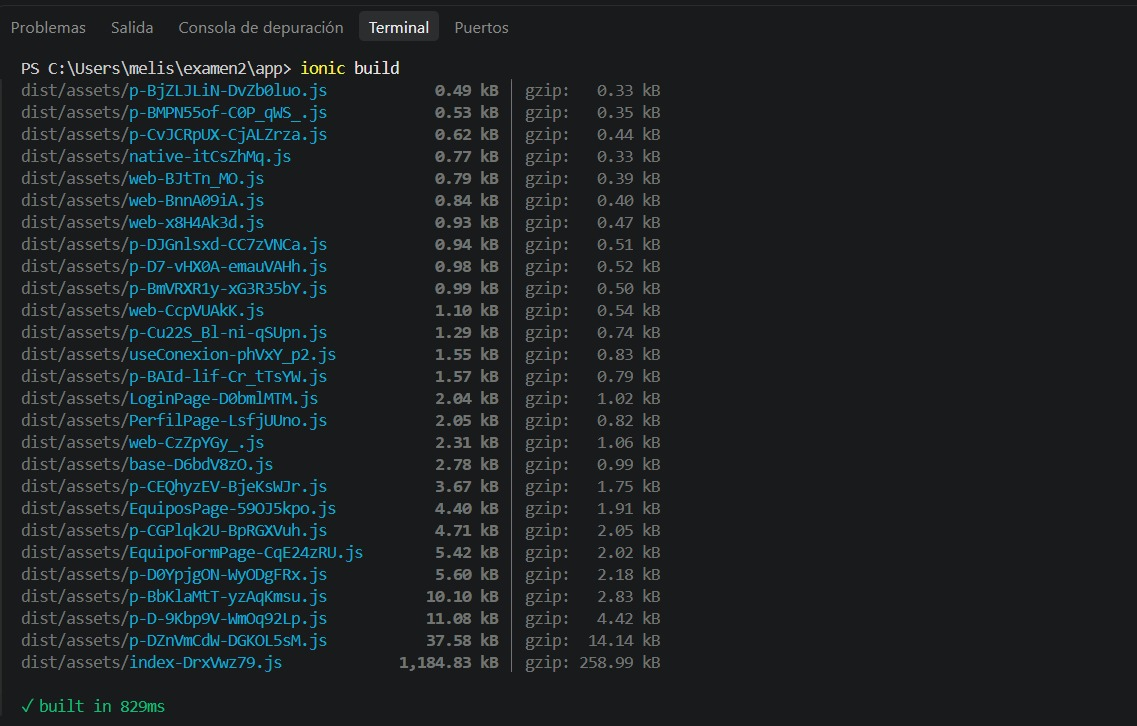 Problemas Salida Consola de depuración Terminal Puertos
PS C:\Users\melis\examen2\app> ionic build
dist/assets/p-BjZLJLiN-DvZb0luo.js 0.49 kB │ gzip: 0.33 kB
dist/assets/p-BMPN55of-C0P_qWS_.js 0.53 kB │ gzip: 0.35 kB
dist/assets/p-CvJCRpUX-CjALZrza.js 0.62 kB │ gzip: 0.44 kB
dist/assets/native-itCsZhMq.js 0.77 kB │ gzip: 0.33 kB
dist/assets/web-BJtTn_MO.js 0.79 kB │ gzip: 0.39 kB
dist/assets/web-BnnA09iA.js 0.84 kB │ gzip: 0.40 kB
dist/assets/web-x8H4Ak3d.js 0.93 kB │ gzip: 0.47 kB
dist/assets/p-DJGnlsxd-CC7zVNCa.js 0.94 kB │ gzip: 0.51 kB
dist/assets/p-D7-vHX0A-emauVAHh.js 0.98 kB │ gzip: 0.52 kB
dist/assets/p-BmVRXR1y-xG3R35bY.js 0.99 kB │ gzip: 0.50 kB
dist/assets/web-CcpVUAkK.js 1.10 kB │ gzip: 0.54 kB
dist/assets/p-Cu22S_Bl-ni-qSUpn.js 1.29 kB │ gzip: 0.74 kB
dist/assets/useConexion-phVxY_p2.js 1.55 kB │ gzip: 0.83 kB
dist/assets/p-BAId-lif-Cr_tTsYW.js 1.57 kB │ gzip: 0.79 kB
dist/assets/LoginPage-D0bmlMTM.js 2.04 kB │ gzip: 1.02 kB
dist/assets/PerfilPage-LsfjUUno.js 2.05 kB │ gzip: 0.82 kB
dist/assets/web-CzZpYGy_.js 2.31 kB │ gzip: 1.06 kB
dist/assets/base-D6bdV8zO.js 2.78 kB │ gzip: 0.99 kB
dist/assets/p-CEQhyzEV-BjeKsWJr.js 3.67 kB │ gzip: 1.75 kB
dist/assets/EquiposPage-59OJ5kpo.js 4.40 kB │ gzip: 1.91 kB
dist/assets/p-CGPlqk2U-BpRGXVuh.js 4.71 kB │ gzip: 2.05 kB
dist/assets/EquipoFormPage-CqE24zRU.js 5.42 kB │ gzip: 2.02 kB
dist/assets/p-D0YpjgON-WyODgFRx.js 5.60 kB │ gzip: 2.18 kB
dist/assets/p-BbKlaMtT-yzAqKmsu.js 10.10 kB │ gzip: 2.83 kB
dist/assets/p-D-9Kbp9V-WmOq92Lp.js 11.08 kB │ gzip: 4.42 kB
dist/assets/p-DZnVmCdW-DGKOL5sM.js 37.58 kB │ gzip: 14.14 kB
dist/assets/index-DrxVwz79.js 1,184.83 kB │ gzip: 258.99 kB
✓ built in 829ms